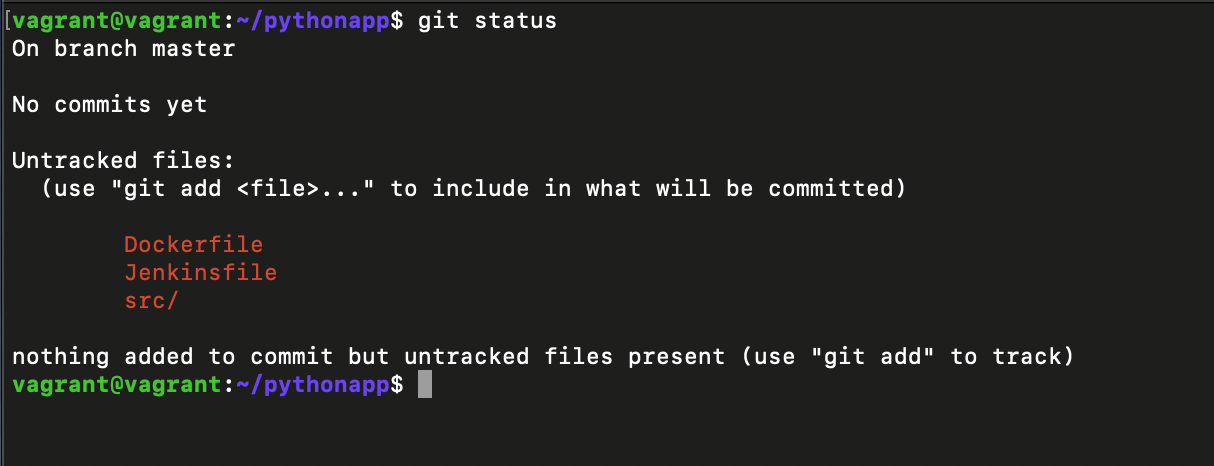 [vagrant@vagrant:~/pythonapp$ git status
On branch master
No commits yet
Untracked files:
(use "git add <file>..." to include in what will be committed)
Dockerfile
Jenkinsfile
src/
nothing added to commit but untracked files present (use "git add" to track)
vagrant@vagrant:~/pythonapp$